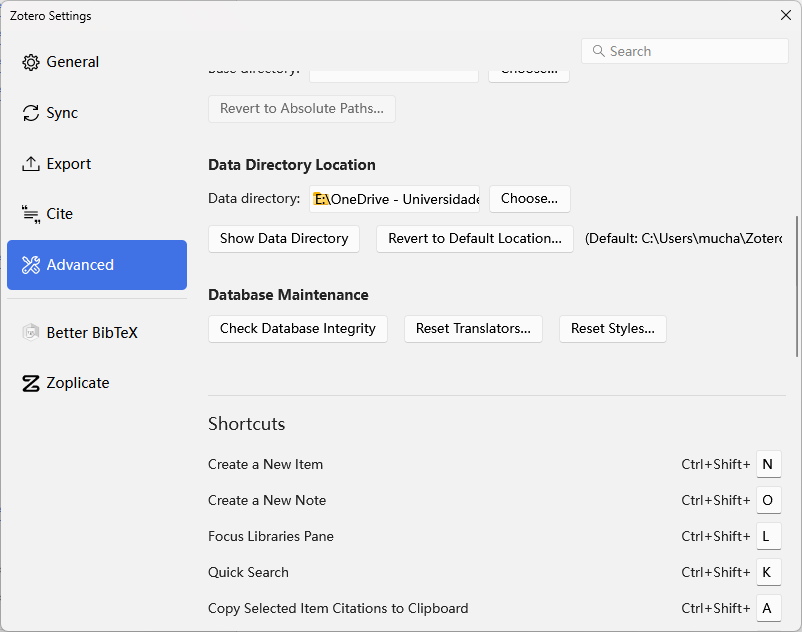 Zotero Settings
Search
General
Sync
Export
Cite
Advanced
Better BibTeX
Zoplicate
Base directory:
Choose...
Revert to Absolute Paths...
Data Directory Location
Data directory: E:\OneDrive - Universidade Choose...
Show Data Directory Revert to Default Location... (Default: C:\Users\mucha\Zotero
Database Maintenance
Check Database Integrity Reset Translators... Reset Styles...
Shortcuts
Create a New Item Ctrl+Shift+ N
Create a New Note Ctrl+Shift+ O
Focus Libraries Pane Ctrl+Shift+ L
Quick Search Ctrl+Shift+ K
Copy Selected Item Citations to Clipboard Ctrl+Shift+ A